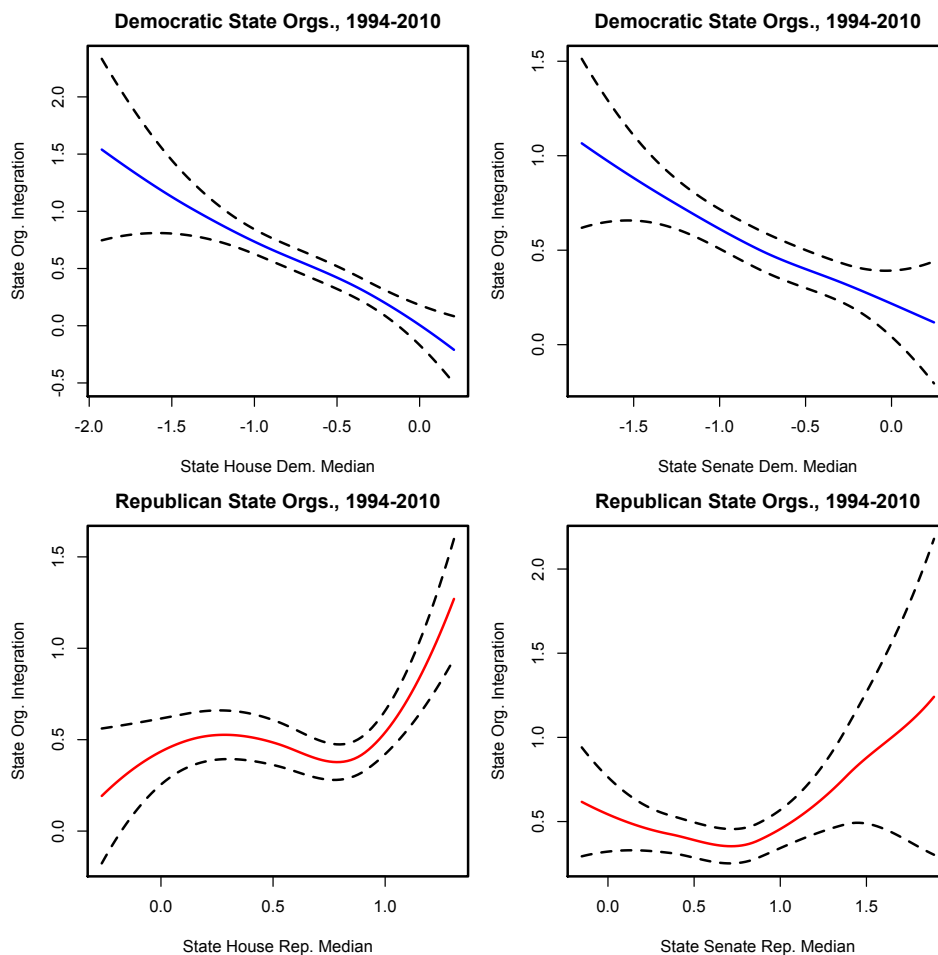 Democratic State Orgs., 1994-2010
State Org. Integration
2.0
1.5
1.0
0.5
0.0
-0.5
-2.0 -1.5 -1.0 -0.5 0.0
State House Dem. Median
Democratic State Orgs., 1994-2010
State Org. Integration
1.5
1.0
0.5
0.0
-1.5 -1.0 -0.5 0.0
State Senate Dem. Median
Republican State Orgs., 1994-2010
State Org. Integration
1.5
1.0
0.5
0.0
0.0 0.5 1.0
State House Rep. Median
Republican State Orgs., 1994-2010
State Org. Integration
2.0
1.5
1.0
0.5
0.0 0.5 1.0 1.5
State Senate Rep. Median